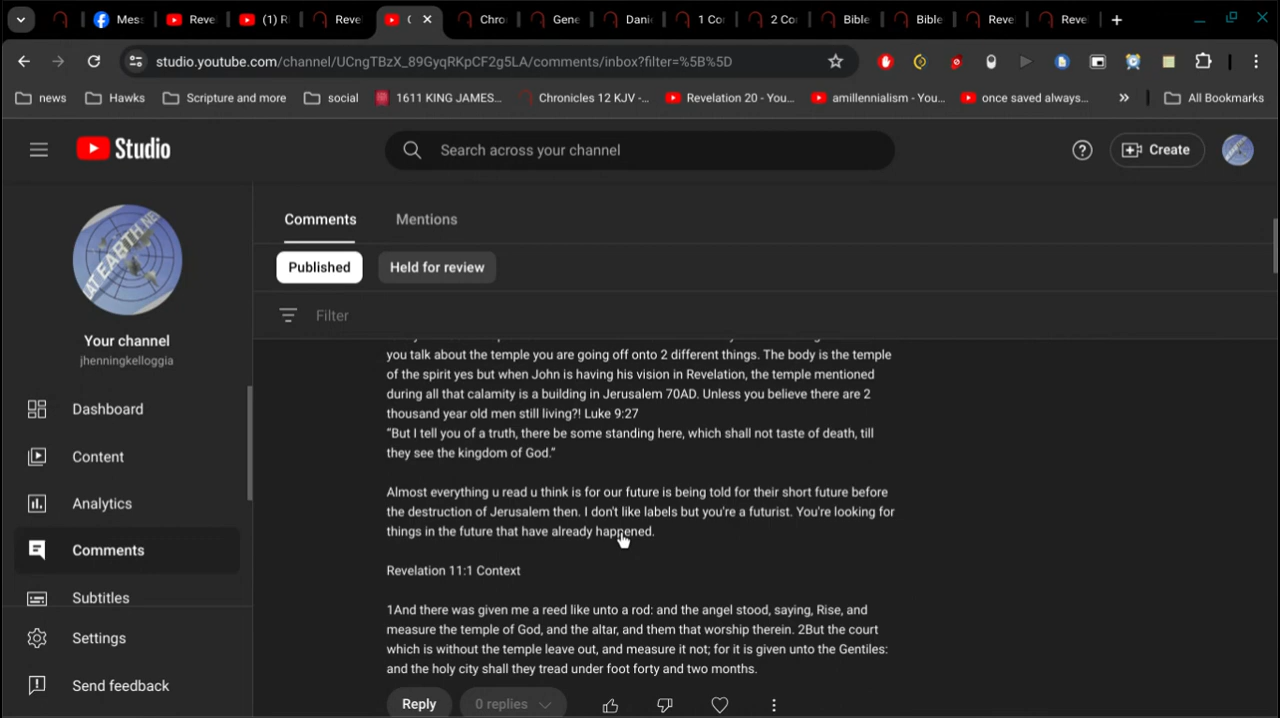 Mess
Reve
(1) R
Reve
(
Chro
Gene
Dani
1 Co
2 Co
Bible
Bible
Reve
Reve
studio.youtube.com/channel/UCngTBzX_89GyqRKpCF2g5LA/comments/inbox?filter=%5B%5D
news
Hawks
Scripture and more
social
1611 KING JAMES...
Chronicles 12 KJV -...
Revelation 20 - You...
amillennialism - You...
once saved always...
»
All Bookmarks
Studio
Search across your channel
Create
AT EARTH NE
Your channel
jhenningkelloggia
Dashboard
Content
Analytics
Comments
Subtitles
Settings
Send feedback
Comments
Mentions
Published
Held for review
Filter
you talk about the temple you are going off onto 2 different things. The body is the temple
of the spirit yes but when John is having his vision in Revelation, the temple mentioned
during all that calamity is a building in Jerusalem 70AD. Unless you believe there are 2
thousand year old men still living?! Luke 9:27
“But I tell you of a truth, there be some standing here, which shall not taste of death, till
they see the kingdom of God.”
Almost everything u read u think is for our future is being told for their short future before
the destruction of Jerusalem then. I don't like labels but you're a futurist. You're looking for
things in the future that have already happened.
Revelation 11:1 Context
1And there was given me a reed like unto a rod: and the angel stood, saying, Rise, and
measure the temple of God, and the altar, and them that worship therein. 2But the court
which is without the temple leave out, and measure it not; for it is given unto the Gentiles:
and the holy city shall they tread under foot forty and two months.
Reply
0 replies